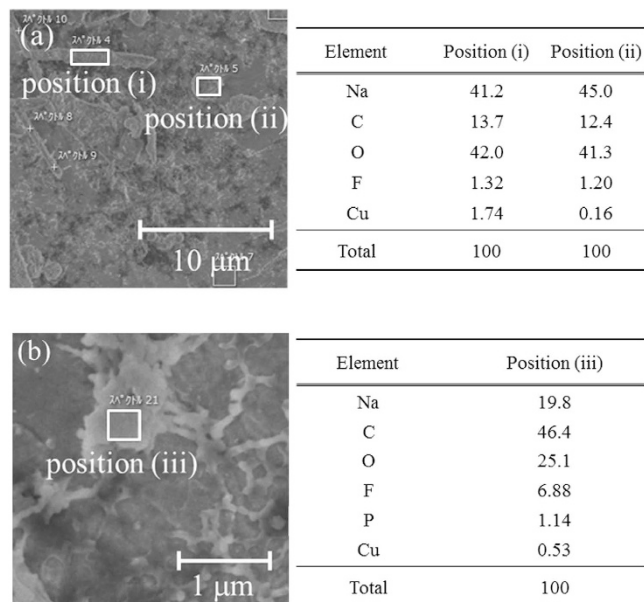 (a)
ｽﾍﾟｸﾄﾙ 10
ｽﾍﾟｸﾄﾙ 4
position (i)
ｽﾍﾟｸﾄﾙ 5
position (ii)
ｽﾍﾟｸﾄﾙ 8
ｽﾍﾟｸﾄﾙ 9
10 μm
Element Position (i) Position (ii)
Na 41.2 45.0
C 13.7 12.4
O 42.0 41.3
F 1.32 1.20
Cu 1.74 0.16
Total 100 100
(b)
ｽﾍﾟｸﾄﾙ 21
position (iii)
1 μm
Element Position (iii)
Na 19.8
C 46.4
O 25.1
F 6.88
P 1.14
Cu 0.53
Total 100